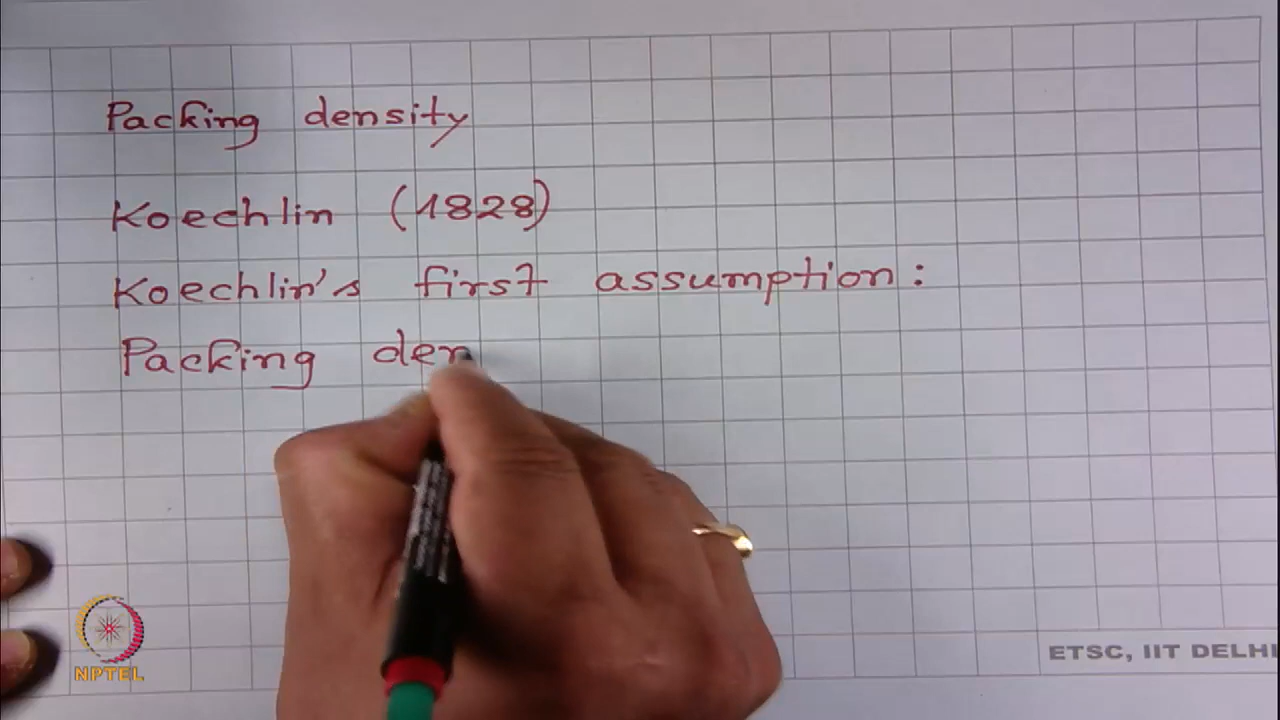 Packing density
Koechlin (1828)
Koechlin's first assumption:
Packing den
NPTEL
ETSC, IIT DELHI